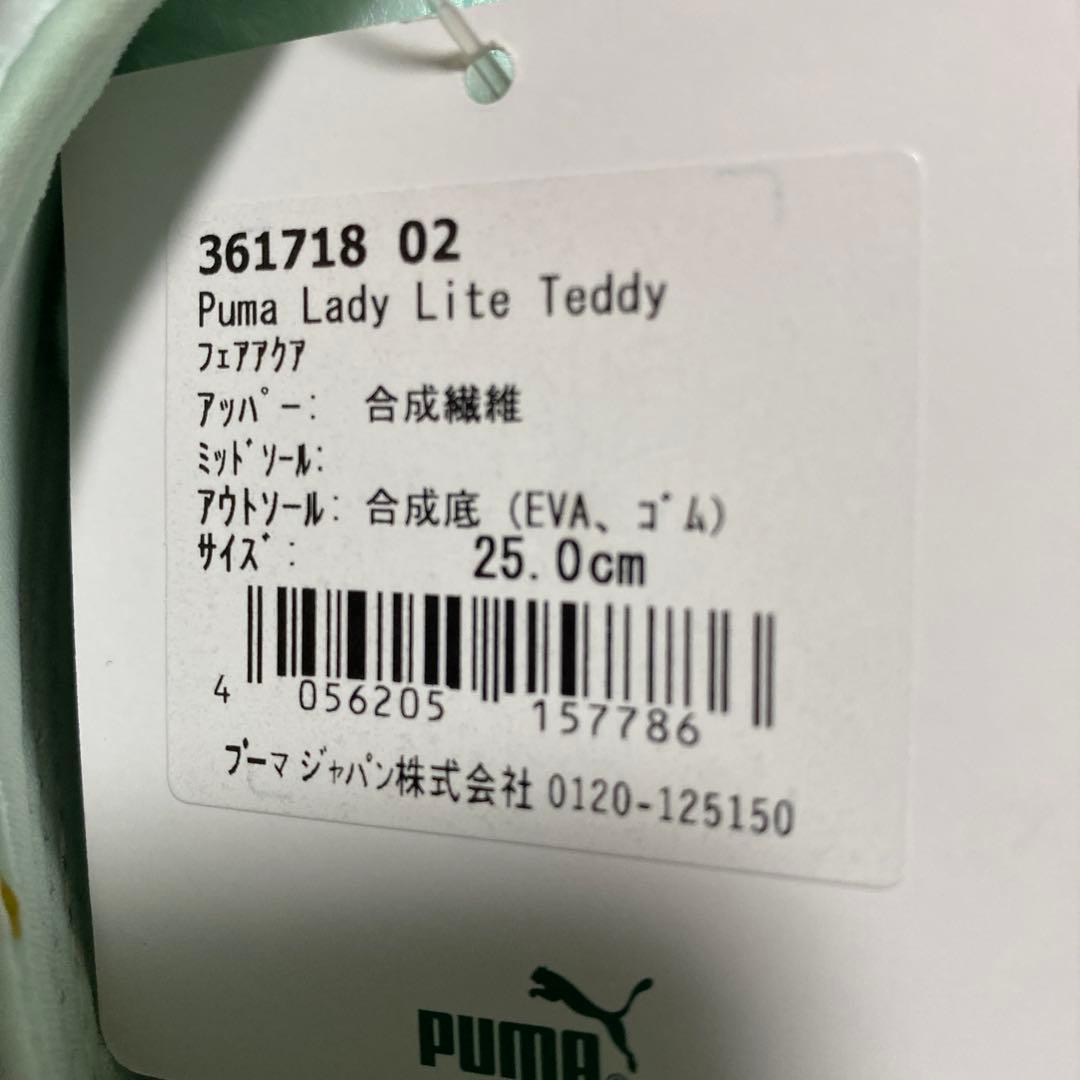 361718 02
Puma Lady Lite Teddy
ﾌｪｱｱｸｱ
ｱｯﾊﾟｰ: 合成繊維
ﾐｯﾄﾞｿｰﾙ:
ｱｳﾄｿｰﾙ: 合成底 (EVA、ｺﾞﾑ)
ｻｲｽﾞ: 25.0cm
4 056205 157786
プーマ ジャパン株式会社 0120-125150
PUMA